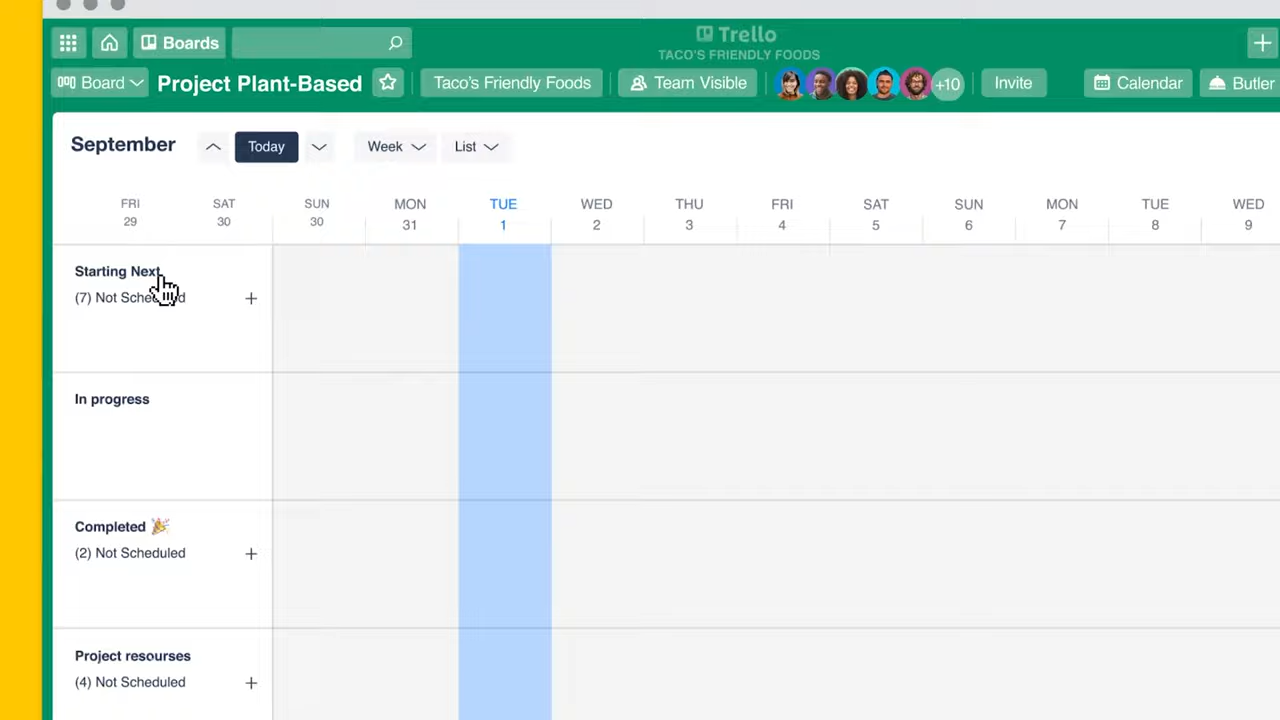 Boards
Trello
TACO'S FRIENDLY FOODS
Board
Project Plant-Based
Taco's Friendly Foods
Team Visible
+10
Invite
Calendar
Butler
September
Today
Week
List
FRI SAT SUN MON TUE WED THU FRI SAT SUN MON TUE WED
29 30 30 31 1 2 3 4 5 6 7 8 9
Starting Next
(7) Not Scheduled
In progress
Completed 🎉
(2) Not Scheduled
Project resourses
(4) Not Scheduled